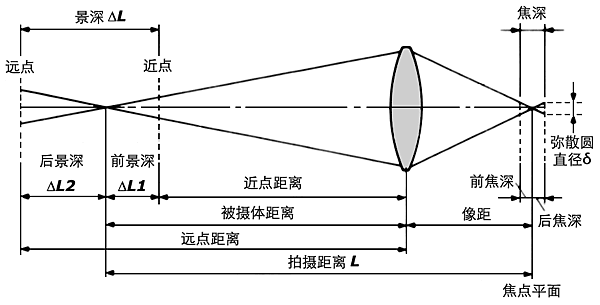 景深 ΔL
焦深
远点
近点
弥散圆
直径δ
后景深
ΔL2
前景深
ΔL1
近点距离
前焦深
后焦深
被摄体距离
像距
远点距离
拍摄距离 L
焦点平面